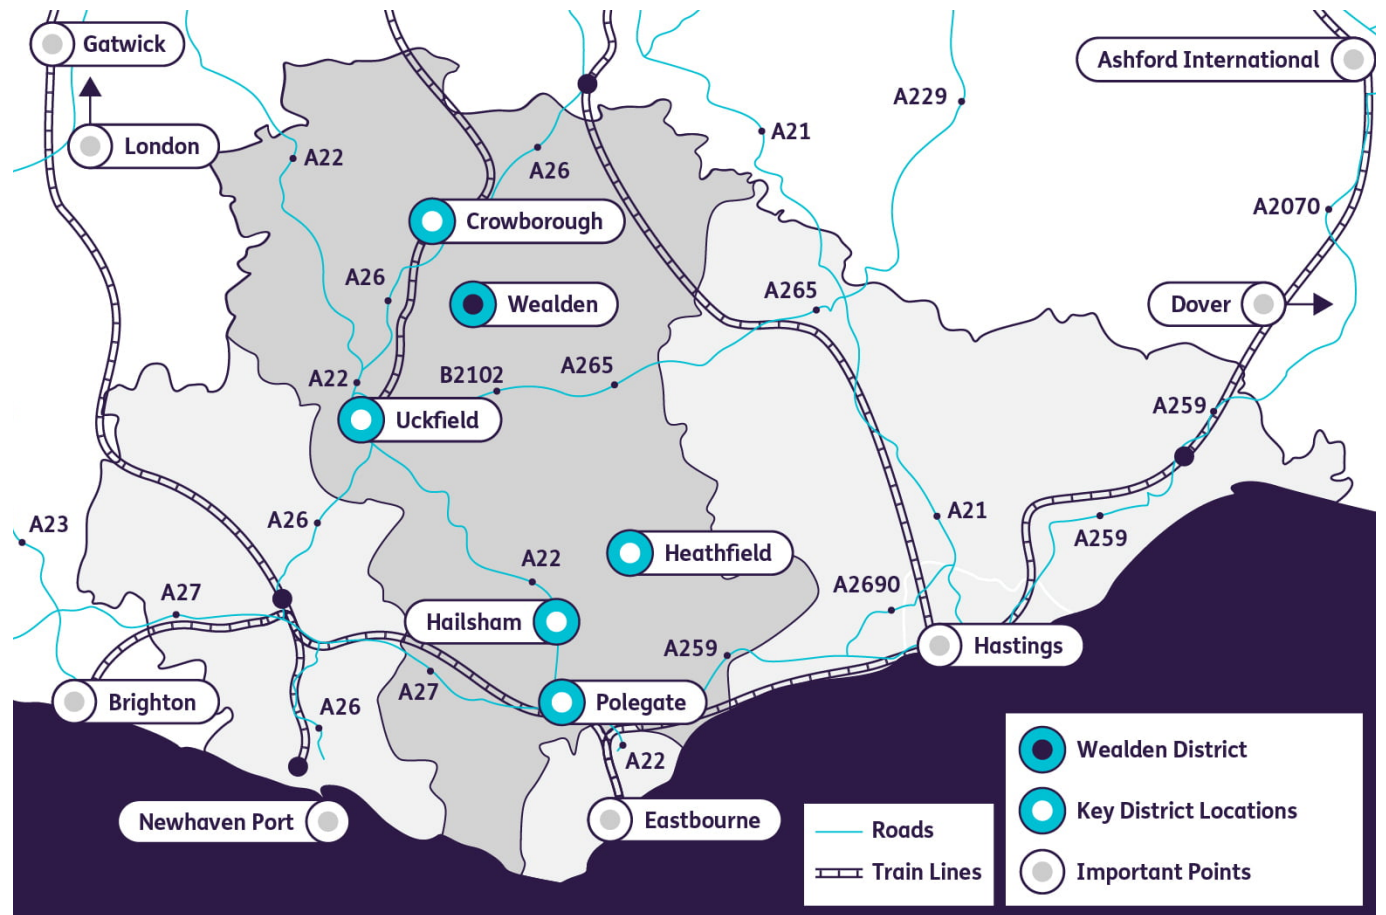 Gatwick
Ashford International
A229
A21
London
A22
A26
A2070
Crowborough
A26
A265
Wealden
Dover
A22
B2102
A265
A259
Uckfield
A23
A26
A21
A259
Heathfield
A22
A2690
A27
Hailsham
A259
Hastings
A27
Brighton
A26
Polegate
A22
Newhaven Port
Eastbourne
Roads
Train Lines
Wealden District
Key District Locations
Important Points